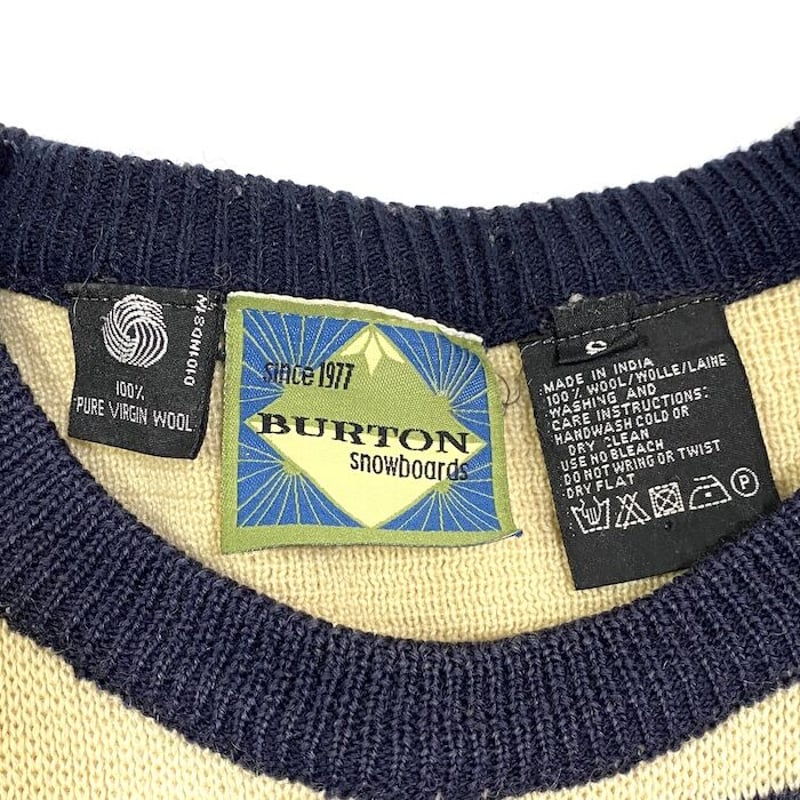 100%
PURE VIRGIN WOOL
0101ND81W
since 1977
BURTON
snowboards
S
MADE IN INDIA
100% WOOL/WOLLE/LAINE
WASHING AND
CARE INSTRUCTIONS:
HANDWASH COLD OR
DRY CLEAN
USE NO BLEACH
DO NOT WRING OR TWIST
DRY FLAT
P